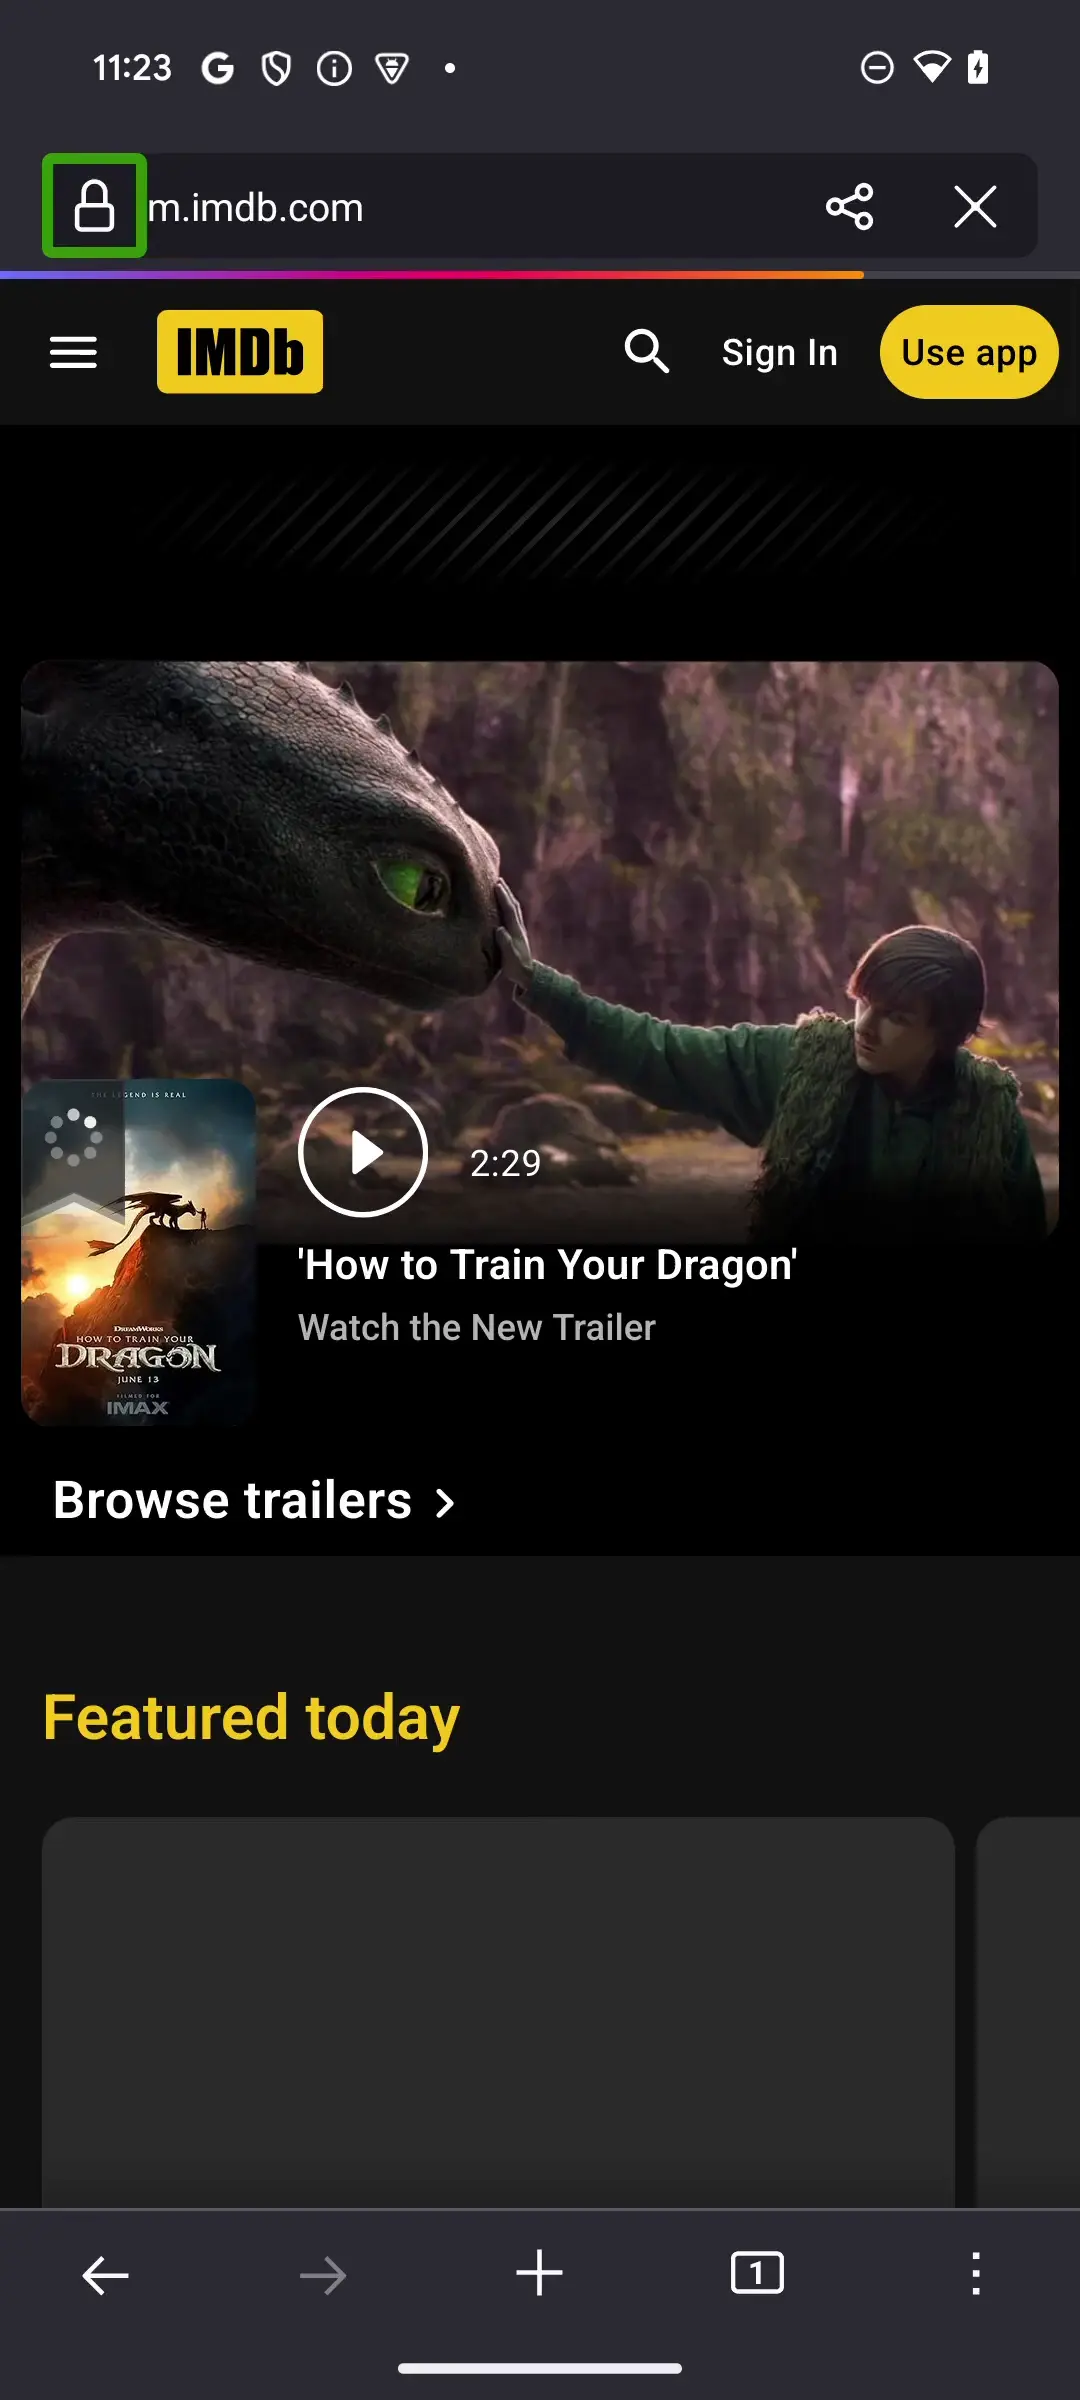 11:23
m.imdb.com
IMDb
Sign In
Use app
THE LEGEND IS REAL
2:29
'How to Train Your Dragon'
Watch the New Trailer
DREAMWORKS
HOW TO TRAIN YOUR
DRAGON
JUNE 13
FILMED FOR
IMAX
Browse trailers
Featured today
1